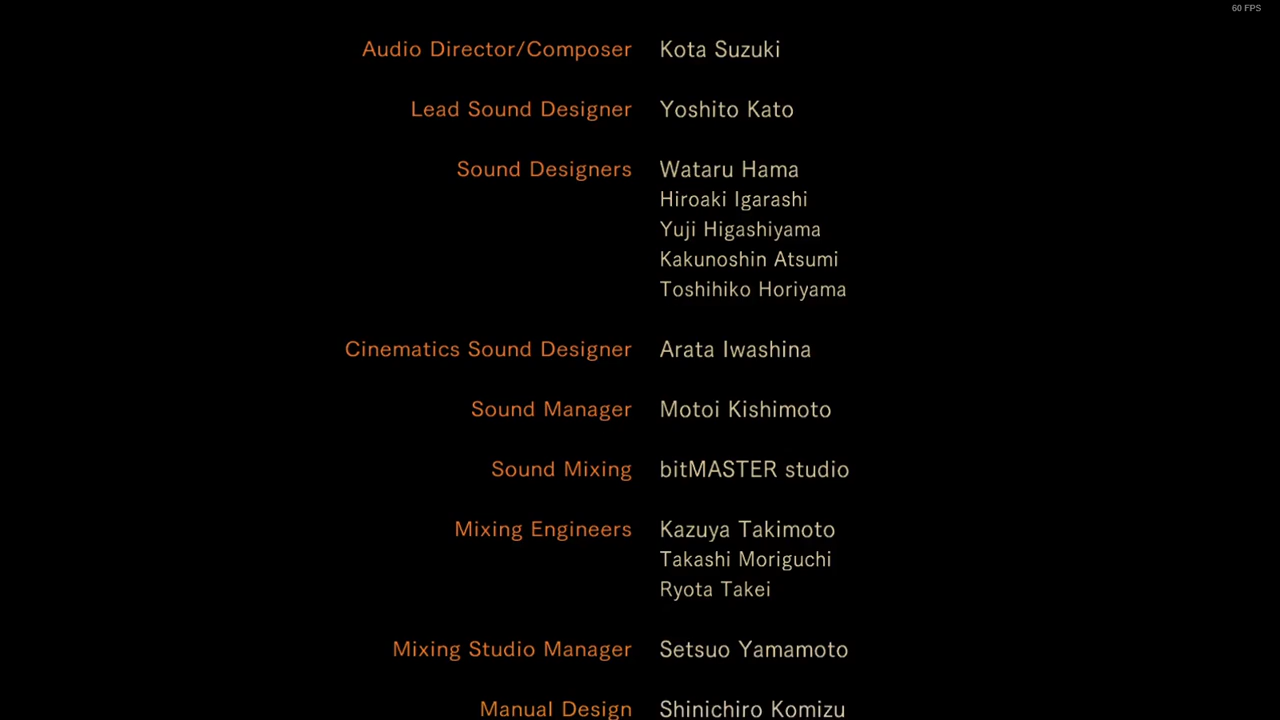 60 FPS
Audio Director/Composer Kota Suzuki
Lead Sound Designer Yoshito Kato
Sound Designers Wataru Hama
Hiroaki Igarashi
Yuji Higashiyama
Kakunoshin Atsumi
Toshihiko Horiyama
Cinematics Sound Designer Arata Iwashina
Sound Manager Motoi Kishimoto
Sound Mixing bitMASTER studio
Mixing Engineers Kazuya Takimoto
Takashi Moriguchi
Ryota Takei
Mixing Studio Manager Setsuo Yamamoto
Manual Design Shinichiro Komizu